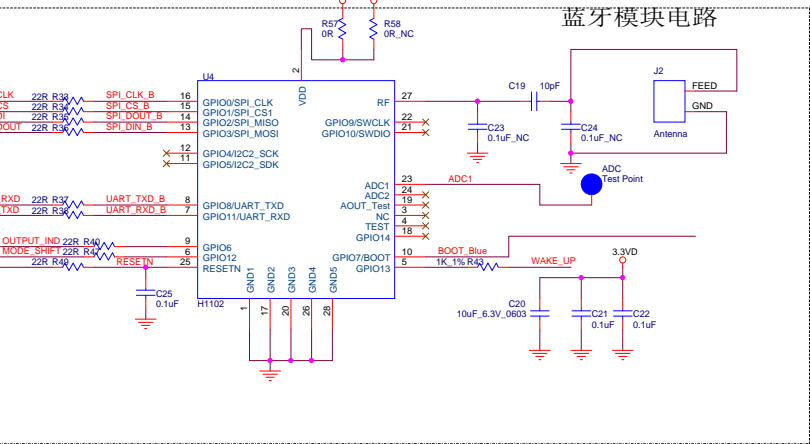 蓝牙模块电路
R57
0R
R58
0R_NC
U4
2
VDD
CLK 22R R33 SPI_CLK_B 16 GPIO0/SPI_CLK
CS 22R R34 SPI_CS_B 15 GPIO1/SPI_CS1
DI 22R R35 SPI_DOUT_B 14 GPIO2/SPI_MISO
DOUT 22R R36 SPI_DIN_B 13 GPIO3/SPI_MOSI
12 GPIO4/I2C2_SCK
11 GPIO5/I2C2_SDK
RXD 22R R37 UART_TXD_B 8 GPIO8/UART_TXD
TXD 22R R38 UART_RXD_B 7 GPIO11/UART_RXD
OUTPUT_IND 22R 9 GPIO6
MODE_SHIFT 22R 6 GPIO12
22R R49 RESETN 25 RESETN
C25
0.1uF
H1102
GND1
GND2
GND3
GND4
GND5
1
17
20
26
28
RF 27
GPIO9/SWCLK 22
GPIO10/SWDIO 21
ADC1 23 ADC1
ADC2 24
AOUT_Test 19
NC 3
TEST 4
GPIO14 18
GPIO7/BOOT 10 BOOT_Blue
GPIO13 5 1K_1% R43 WAKE_UP
C19 10pF
C23
0.1uF_NC
C24
0.1uF_NC
J2
FEED
GND
Antenna
ADC
Test Point
3.3VD
C20
10uF_6.3V_0603
C21
0.1uF
C22
0.1uF